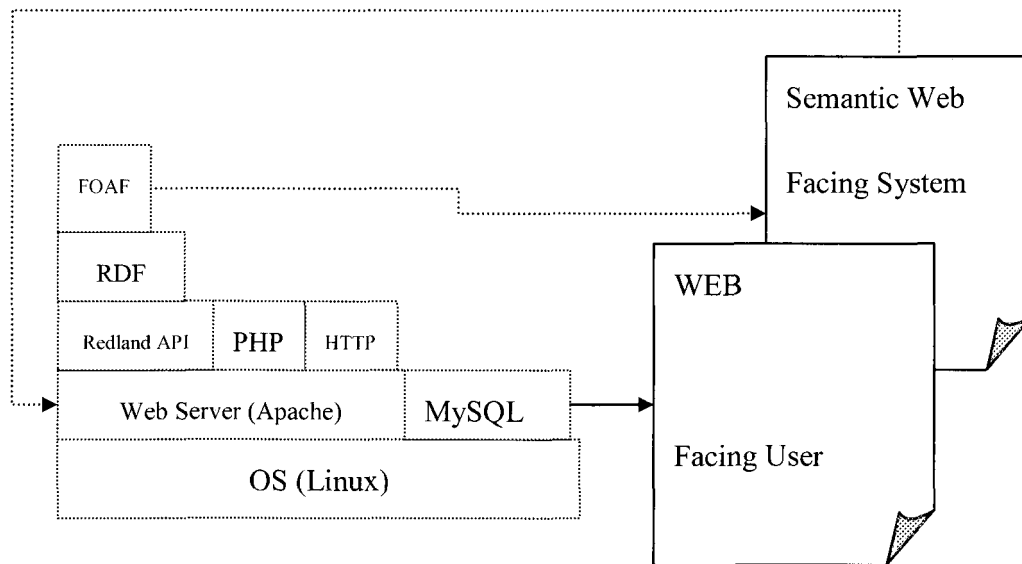 Semantic Web
Facing System
FOAF
RDF
WEB
Redland API
PHP
HTTP
Web Server (Apache)
MySQL
Facing User
OS (Linux)